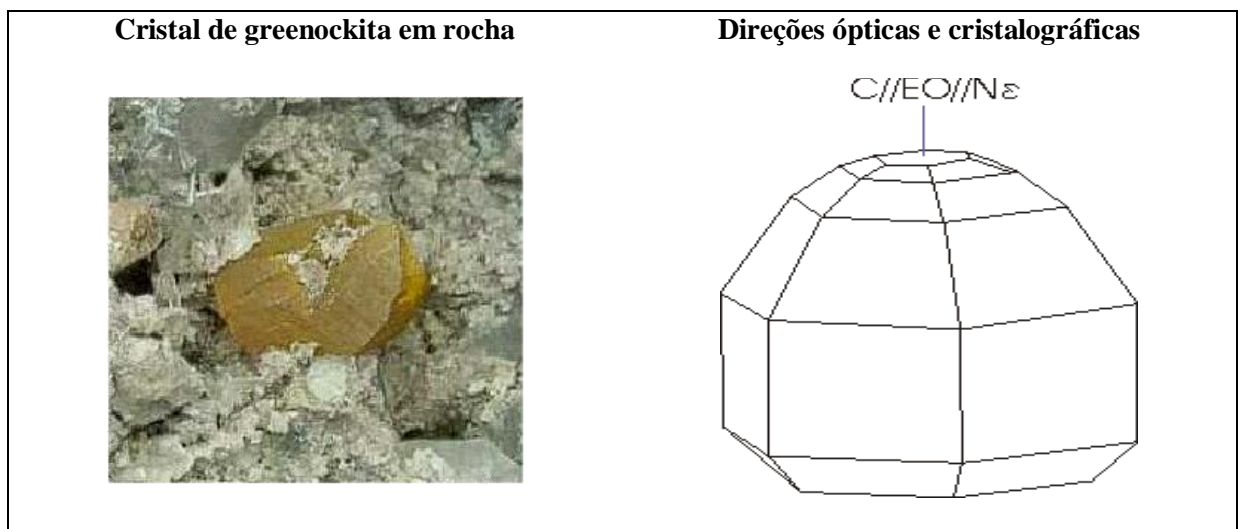 Cristal de greenockita em rocha
Direções ópticas e cristalográficas
C//EO//Nε